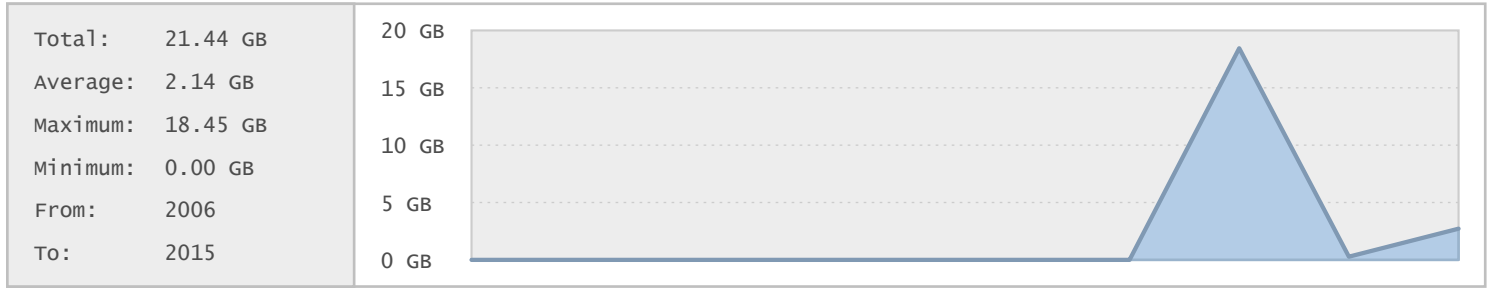 Total: 21.44 GB
Average: 2.14 GB
Maximum: 18.45 GB
Minimum: 0.00 GB
From: 2006
To: 2015
20 GB
15 GB
10 GB
5 GB
0 GB